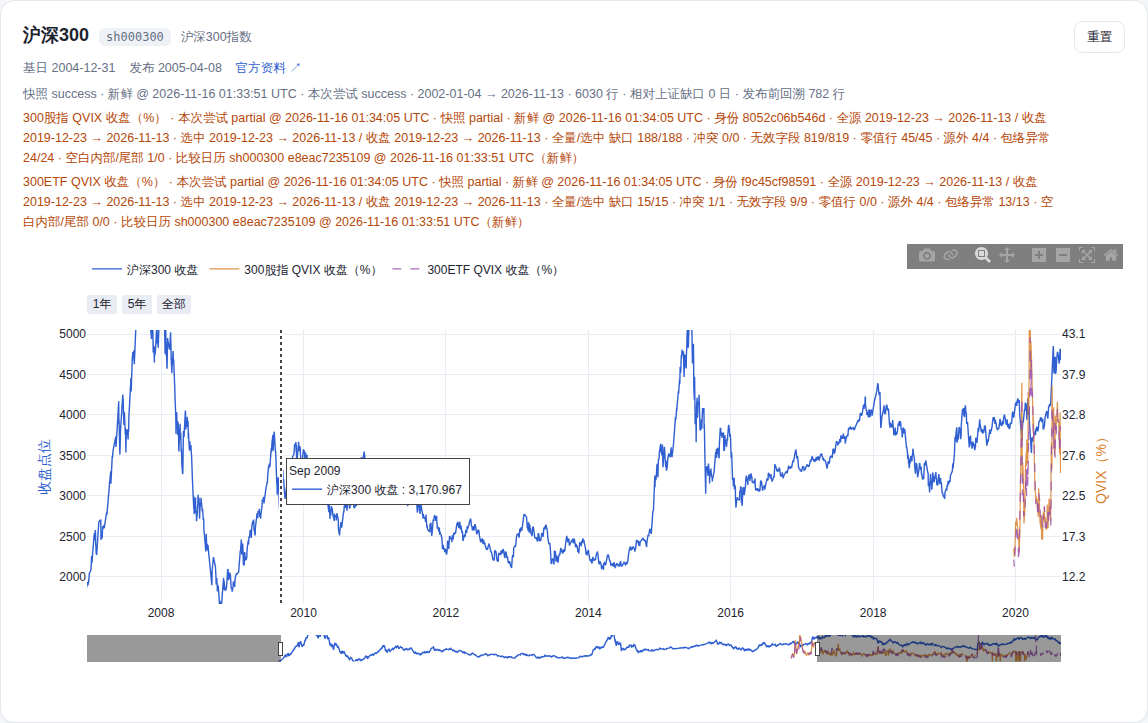 沪深300 sh000300 沪深300指数 重置
基日 2004-12-31 发布 2005-04-08 官方资料 ↗
快照 success · 新鲜 @ 2026-11-16 01:33:51 UTC · 本次尝试 success · 2002-01-04 → 2026-11-13 · 6030 行 · 相对上证缺口 0 日 · 发布前回溯 782 行
300股指 QVIX 收盘（%） · 本次尝试 partial @ 2026-11-16 01:34:05 UTC · 快照 partial · 新鲜 @ 2026-11-16 01:34:05 UTC · 身份 8052c06b546d · 全源 2019-12-23 → 2026-11-13 / 收盘
2019-12-23 → 2026-11-13 · 选中 2019-12-23 → 2026-11-13 / 收盘 2019-12-23 → 2026-11-13 · 全量/选中 缺口 188/188 · 冲突 0/0 · 无效字段 819/819 · 零值行 45/45 · 源外 4/4 · 包络异常
24/24 · 空白内部/尾部 1/0 · 比较日历 sh000300 e8eac7235109 @ 2026-11-16 01:33:51 UTC（新鲜）
300ETF QVIX 收盘（%） · 本次尝试 partial @ 2026-11-16 01:34:05 UTC · 快照 partial · 新鲜 @ 2026-11-16 01:34:05 UTC · 身份 f9c45cf98591 · 全源 2019-12-23 → 2026-11-13 / 收盘
2019-12-23 → 2026-11-13 · 选中 2019-12-23 → 2026-11-13 / 收盘 2019-12-23 → 2026-11-13 · 全量/选中 缺口 15/15 · 冲突 1/1 · 无效字段 9/9 · 零值行 0/0 · 源外 4/4 · 包络异常 13/13 · 空
白内部/尾部 0/0 · 比较日历 sh000300 e8eac7235109 @ 2026-11-16 01:33:51 UTC（新鲜）
沪深300 收盘 300股指 QVIX 收盘（%） 300ETF QVIX 收盘（%）
1年 5年 全部
5000 43.1
4500 37.9
4000 32.8
3500 27.6
3000 22.5
2500 17.3
2000 12.2
收盘点位
QVIX（%）
Sep 2009
沪深300 收盘 : 3,170.967
2008 2010 2012 2014 2016 2018 2020